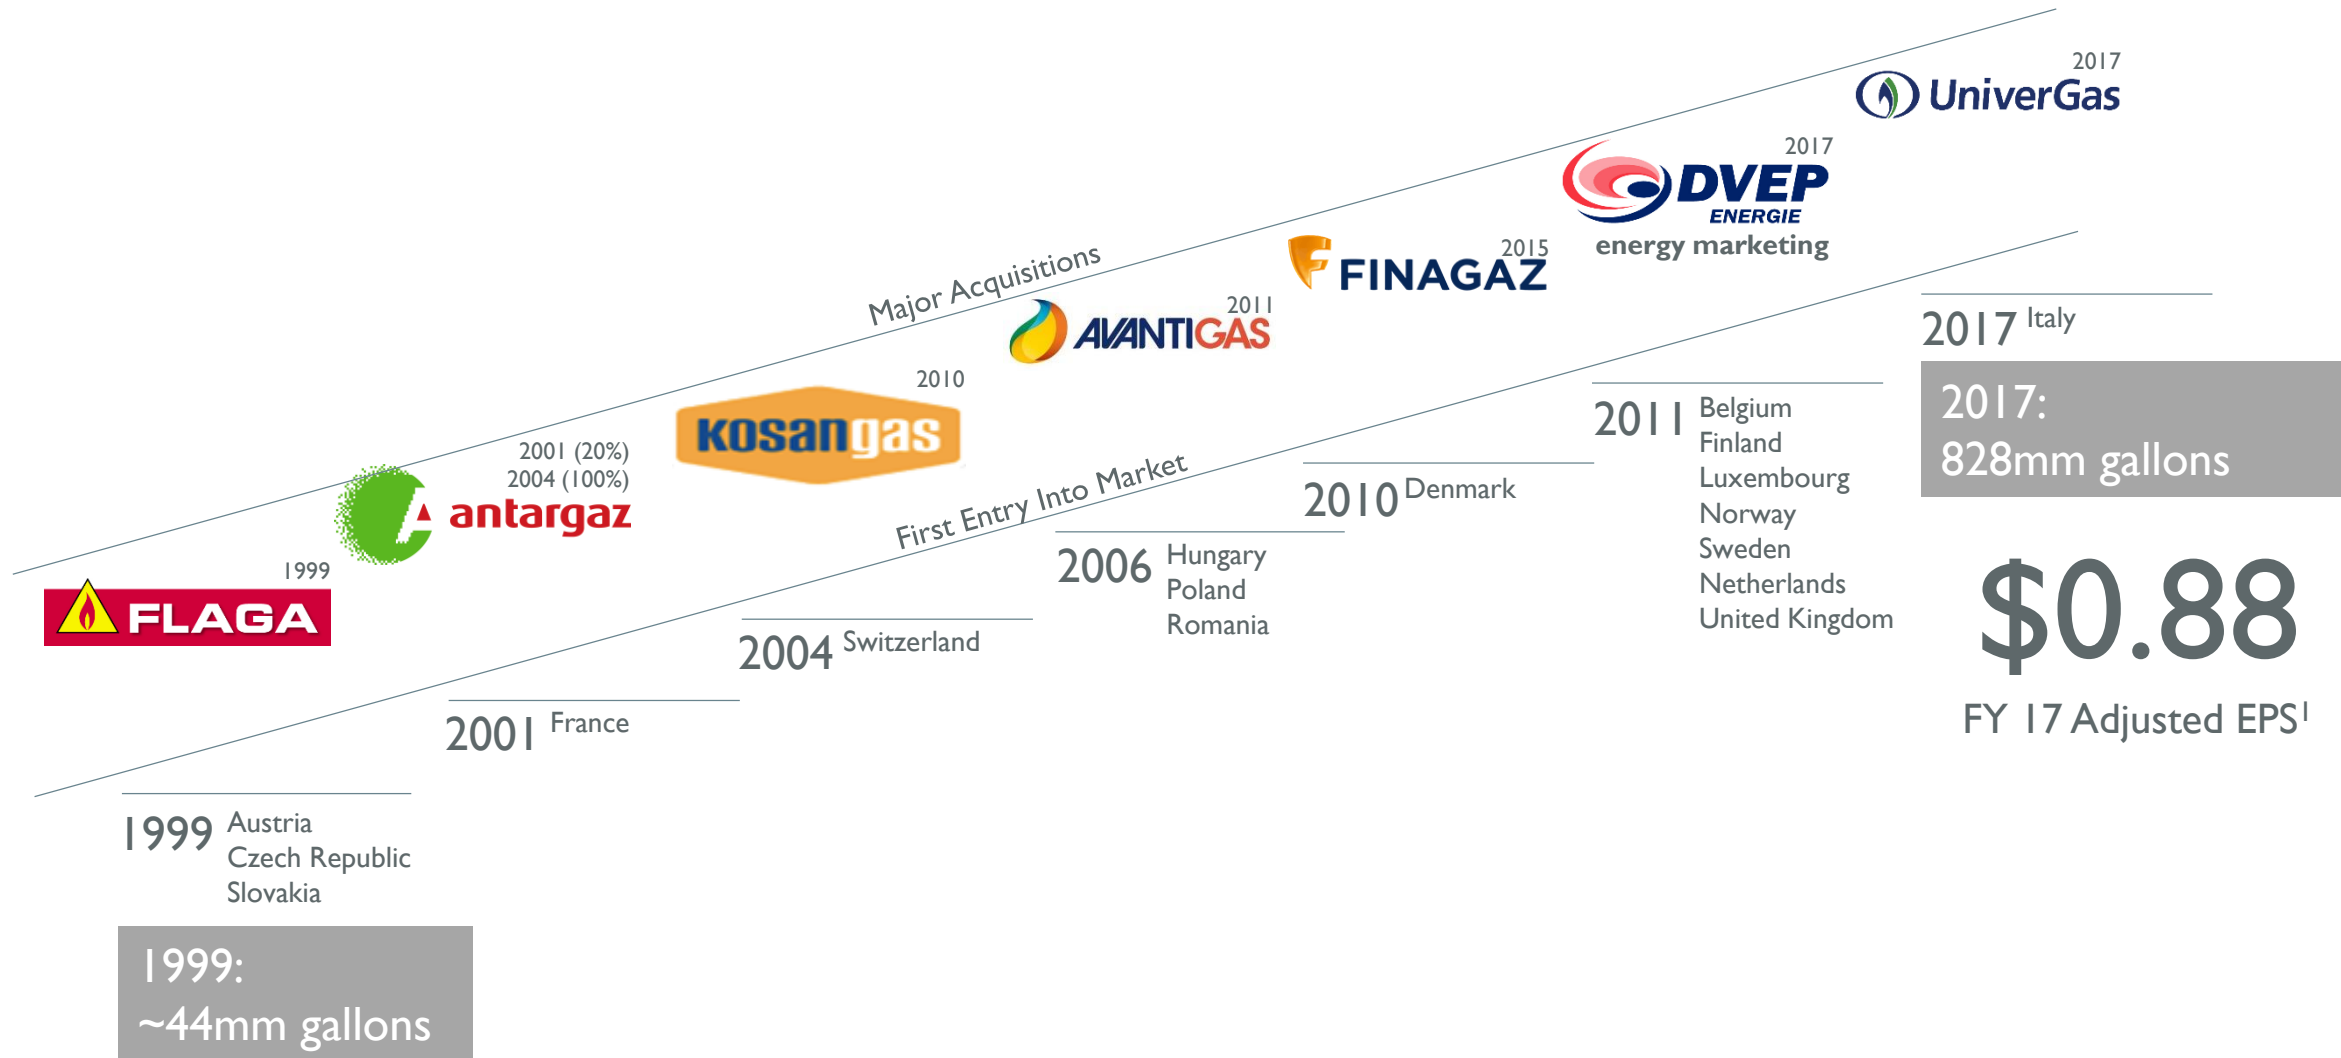 2017
UniverGas
2017
DVEP
ENERGIE
energy marketing
Major Acquisitions
2015
FINAGAZ
2011
AVANTIGAS
2010
kosangas
2001 (20%)
2004 (100%)
antargaz
1999
FLAGA
First Entry Into Market
1999 Austria
Czech Republic
Slovakia
1999:
~44mm gallons
2001 France
2004 Switzerland
2006 Hungary
Poland
Romania
2010 Denmark
2011 Belgium
Finland
Luxembourg
Norway
Sweden
Netherlands
United Kingdom
2017 Italy
2017:
828mm gallons
$0.88
FY 17 Adjusted EPS¹